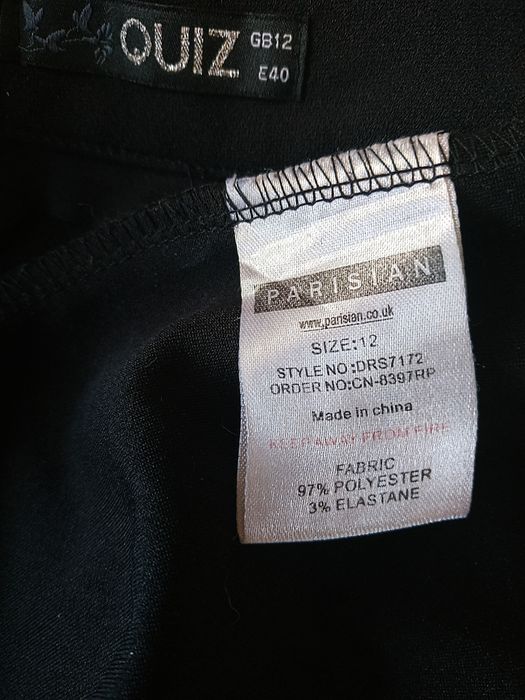 QUIZ GB12
E40
PARISIAN
www.parisian.co.uk
SIZE:12
STYLE NO:DRS7172
ORDER NO:CN-8397RP
Made in china
KEEP AWAY FROM FIRE
FABRIC
97% POLYESTER
3% ELASTANE